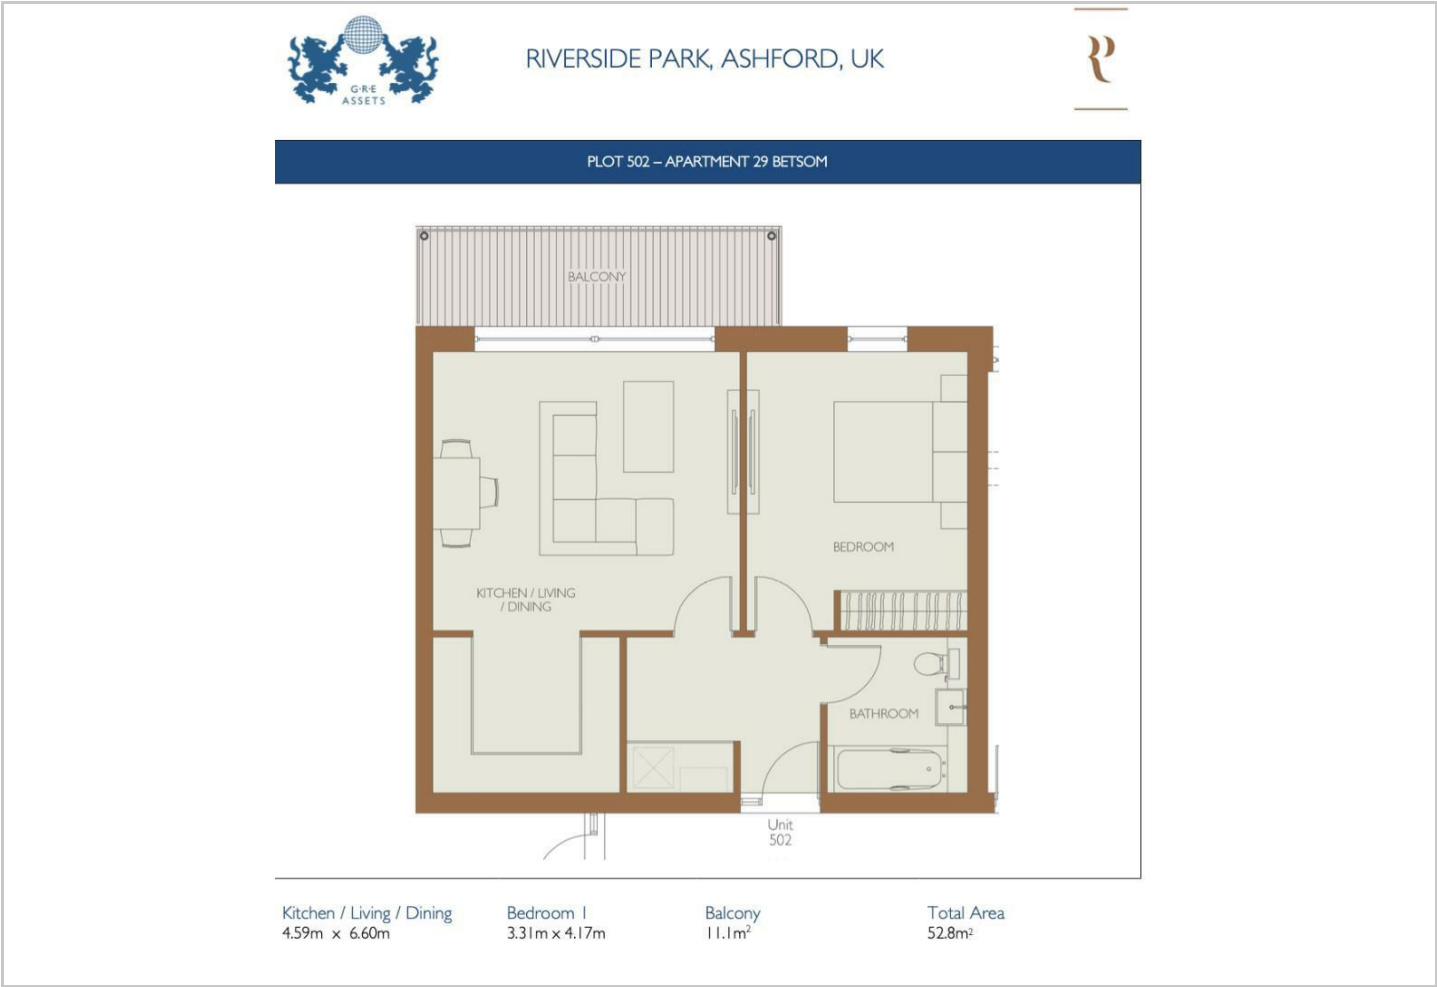 G·R·E
ASSETS
RIVERSIDE PARK, ASHFORD, UK
PLOT 502 – APARTMENT 29 BETSOM
BALCONY
BEDROOM
KITCHEN / LIVING
/ DINING
BATHROOM
Unit
502
Kitchen / Living / Dining
4.59m x 6.60m
Bedroom 1
3.31m x 4.17m
Balcony
11.1m²
Total Area
52.8m²